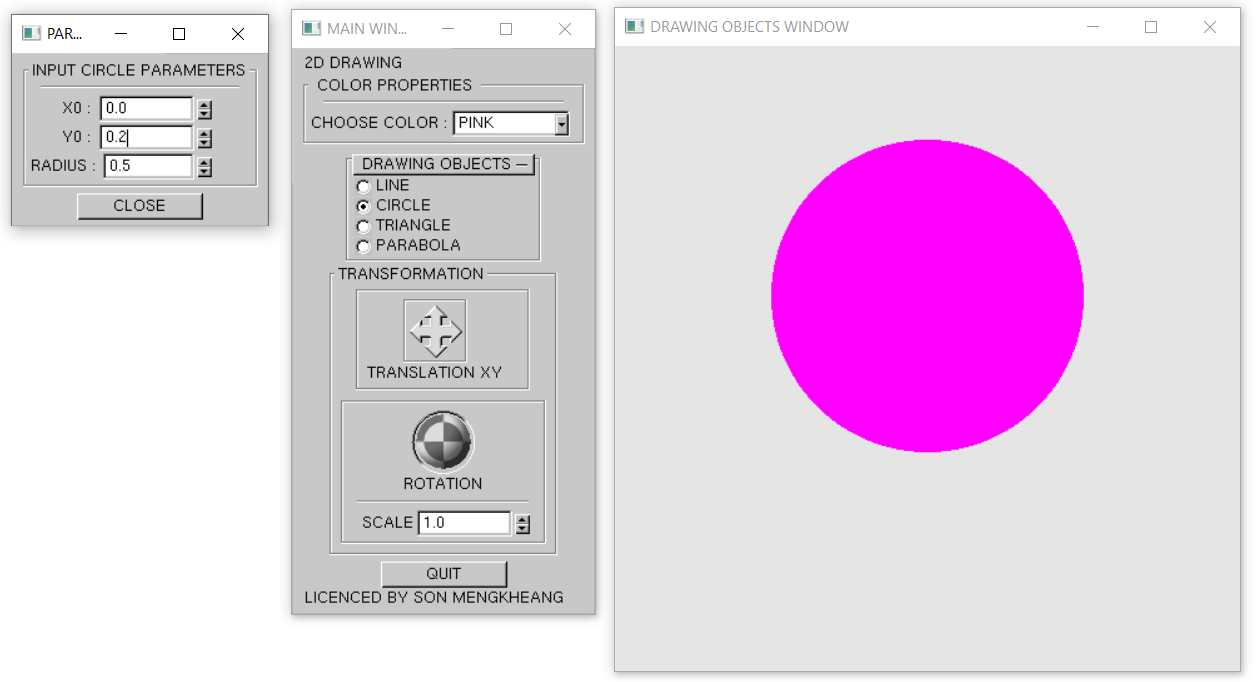 PAR...
INPUT CIRCLE PARAMETERS
X0 : 0.0
Y0 : 0.2
RADIUS : 0.5
CLOSE
MAIN WIN...
2D DRAWING
COLOR PROPERTIES
CHOOSE COLOR : PINK
DRAWING OBJECTS
LINE
CIRCLE
TRIANGLE
PARABOLA
TRANSFORMATION
TRANSLATION XY
ROTATION
SCALE 1.0
QUIT
LICENCED BY SON MENGKHEANG
DRAWING OBJECTS WINDOW